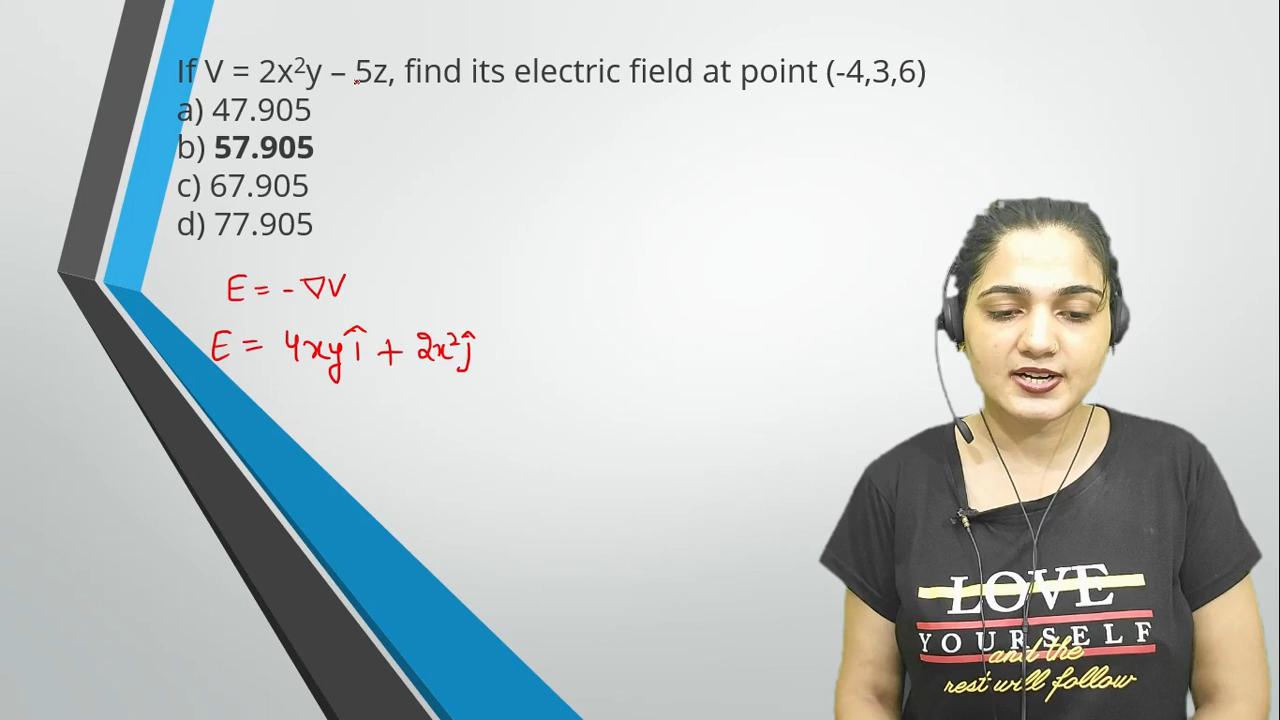 If V = 2x²y – 5z, find its electric field at point (-4,3,6)
a) 47.905
b) 57.905
c) 67.905
d) 77.905
E = - ∇V
E = 4xy î + 2x² ĵ
LOVE
YOURSELF
and the
rest will follow